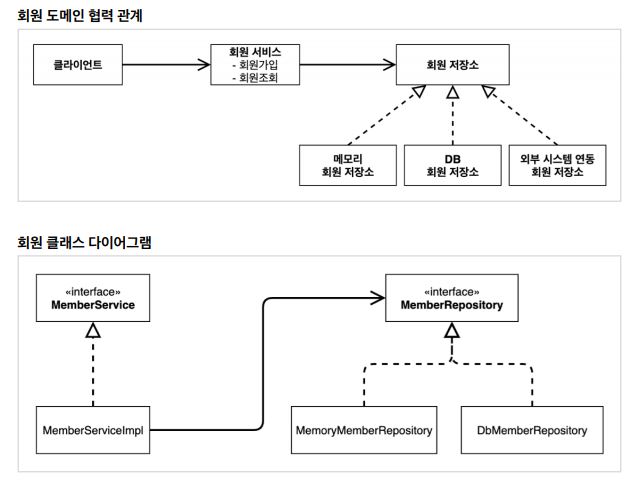 회원 도메인 협력 관계
클라이언트
회원 서비스
- 회원가입
- 회원조회
회원 저장소
메모리
회원 저장소
DB
회원 저장소
외부 시스템 연동
회원 저장소
회원 클래스 다이어그램
«interface»
MemberService
«interface»
MemberRepository
MemberServiceImpl
MemoryMemberRepository
DbMemberRepository